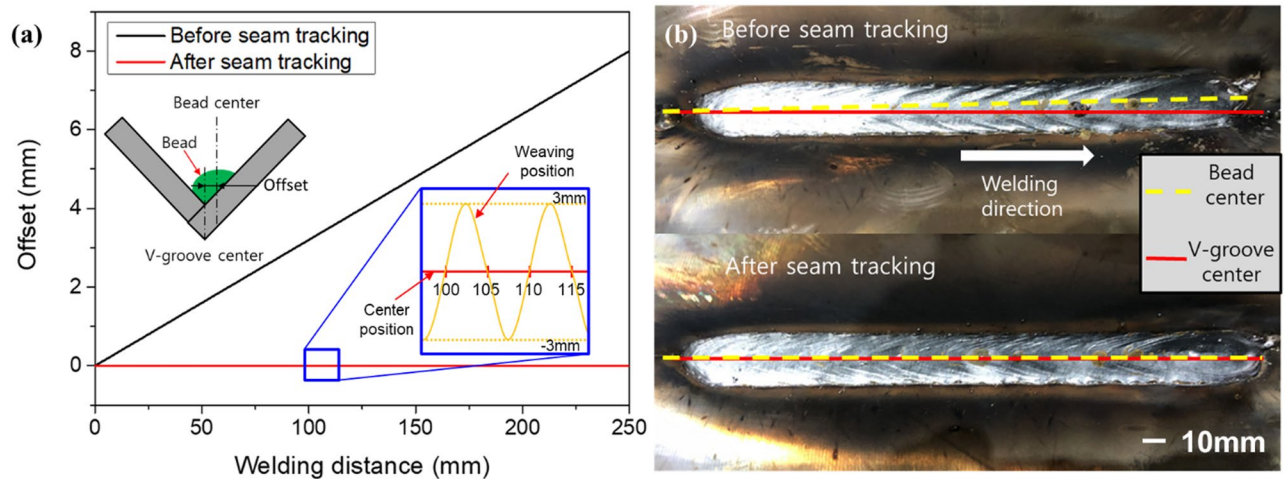 (a)
Before seam tracking
After seam tracking
Offset (mm)
8
6
4
2
0
0
50
100
150
200
250
Welding distance (mm)
Bead center
Bead
Offset
V-groove center
Weaving
position
3mm
100
105
110
115
Center
position
-3mm
(b)
Before seam tracking
Welding
direction
Bead
center
V-groove
center
After seam tracking
10mm